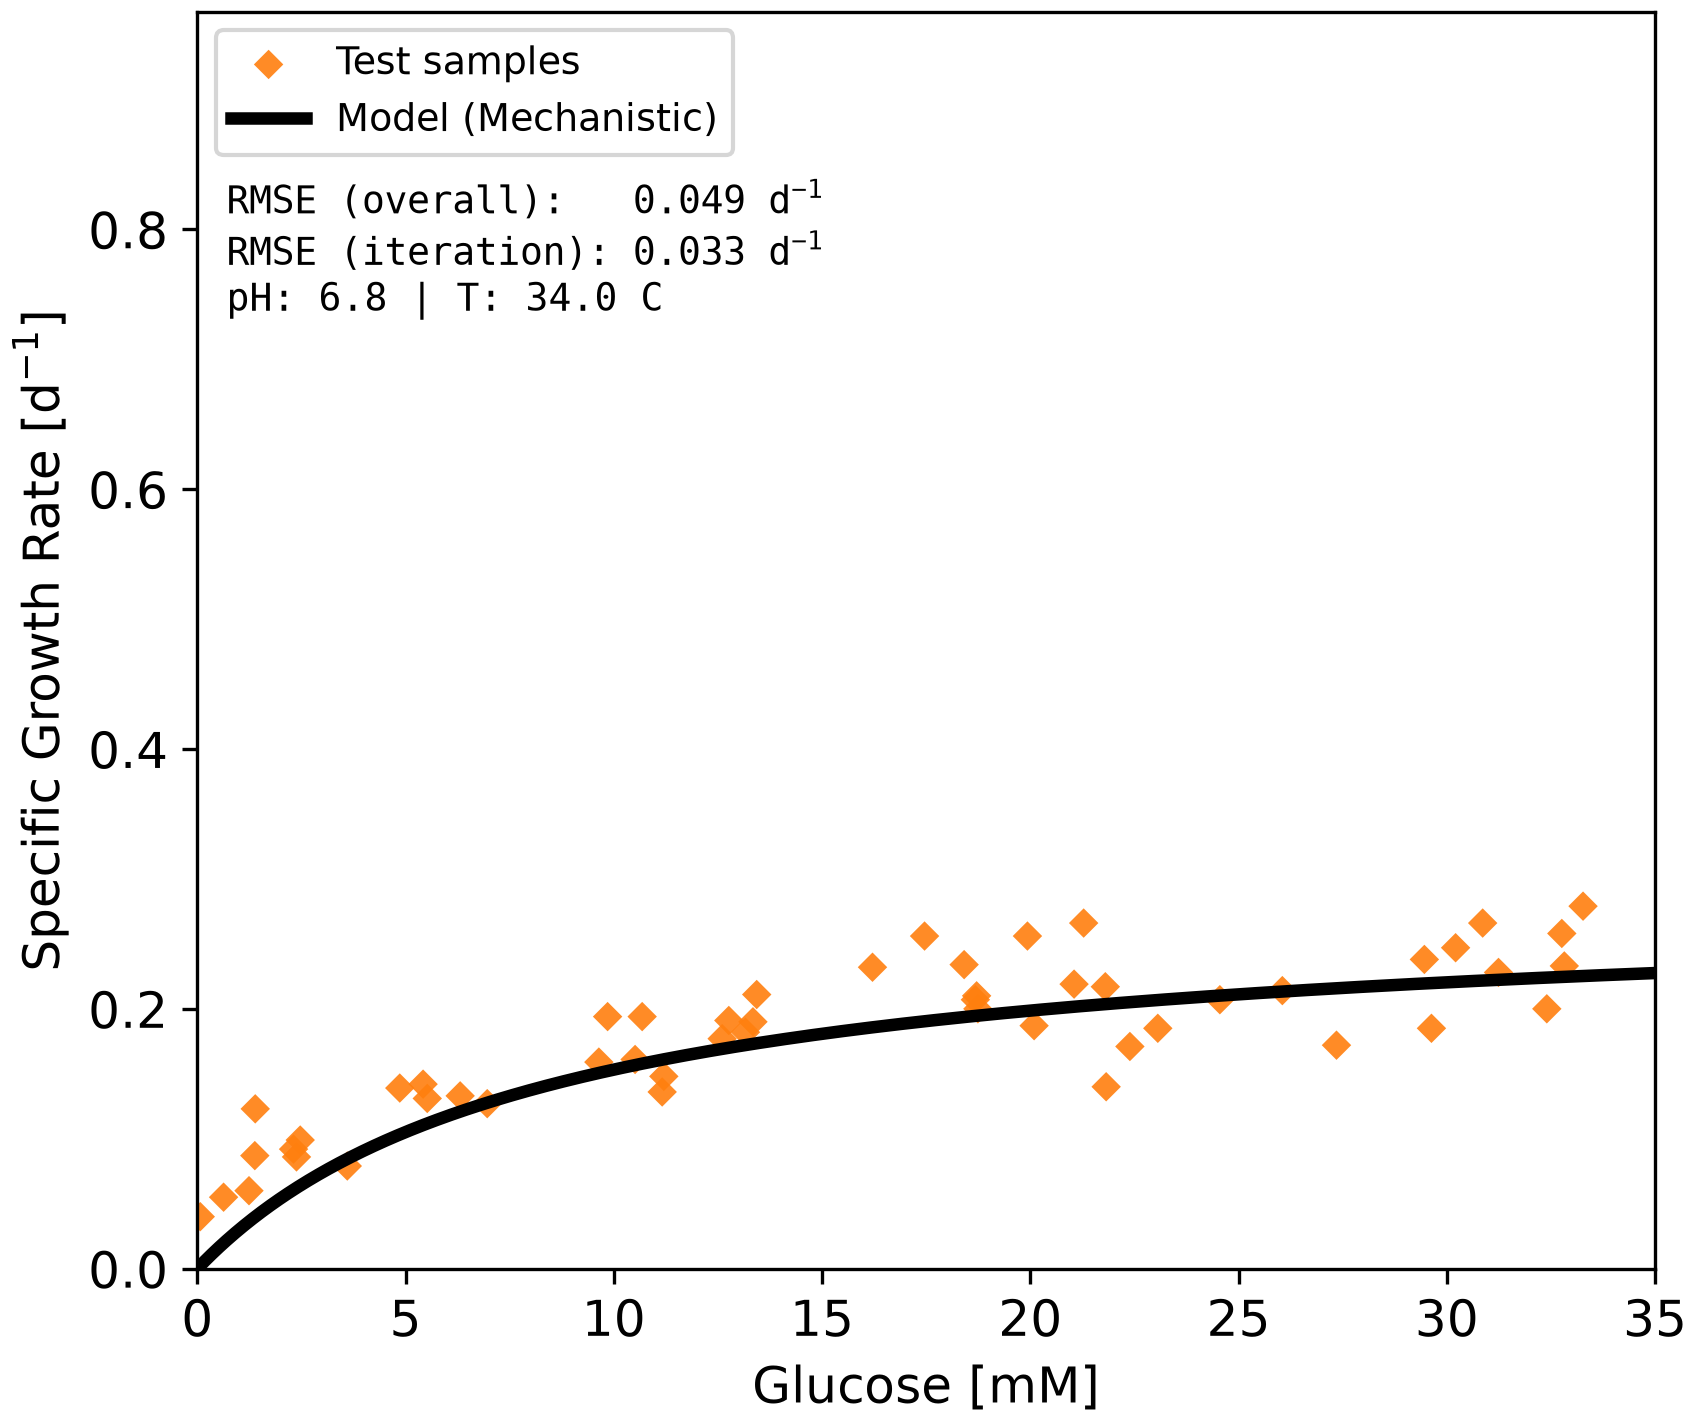 Test samples
Model (Mechanistic)
RMSE (overall): 0.049 d⁻¹
RMSE (iteration): 0.033 d⁻¹
pH: 6.8 | T: 34.0 C
Specific Growth Rate [d⁻¹]
0.8
0.6
0.4
0.2
0.0
0 5 10 15 20 25 30 35
Glucose [mM]